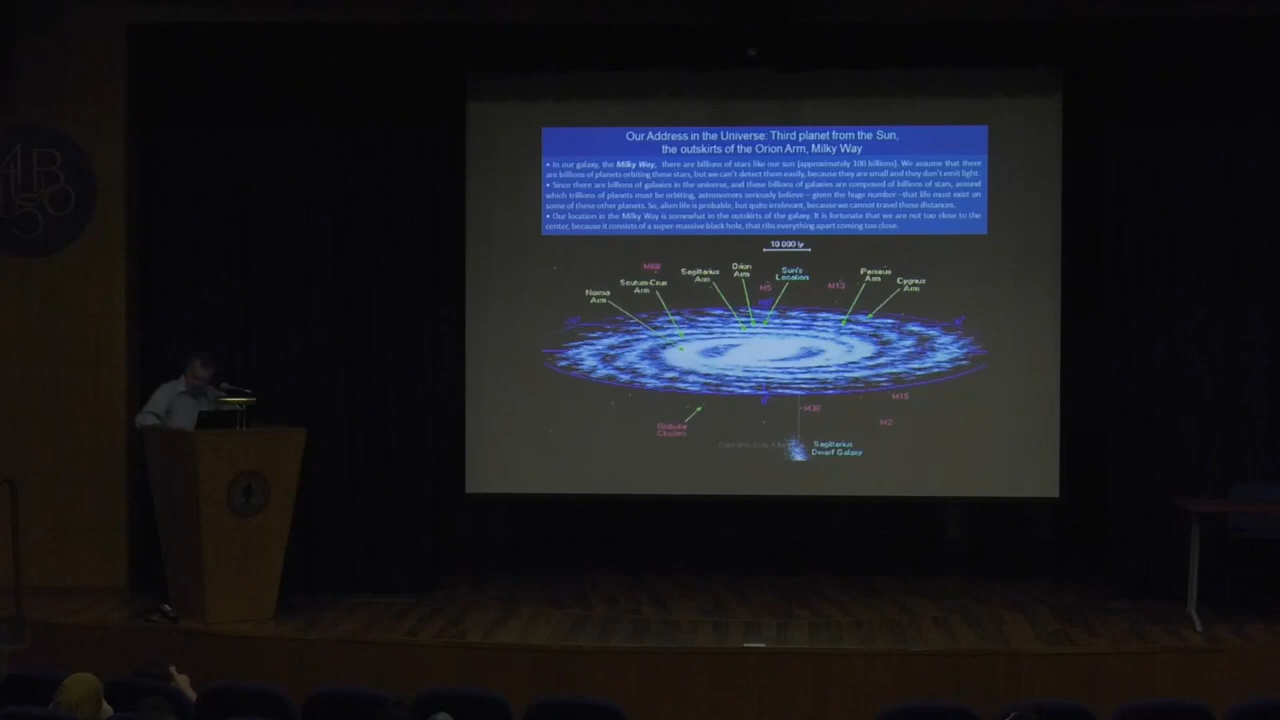 Our Address in the Universe: Third planet from the Sun,
the outskirts of the Orion Arm, Milky Way
• In our galaxy, the Milky Way, there are billions of stars like our sun (approximately 100 billions). We assume that there
are billions of planets orbiting these stars, but we can't detect them easily, because they are small and they don't emit light.
• Since there are billions of galaxies in the universe, and these billions of galaxies are composed of billions of stars, around
which trillions of planets must be orbiting, astronomers seriously believe – given the huge number –that life must exist on
some of these other planets. So, alien life is probable, but quite irrelevant, because we cannot travel these distances.
• Our location in the Milky Way is somewhat in the outskirts of the galaxy. It is fortunate that we are not too close to the
center, because it consists of a super-massive black hole, that ribs everything apart coming too close.
10 000 ly
M68
Sagittarius
Arm
Orion
Arm
Sun's
Location
Perseus
Arm
Cygnus
Arm
Scutum-Crux
Arm
M5
M13
Norma
Arm
0°
M30
M15
M2
Globular
Clusters
Sagittarius
Dwarf Galaxy